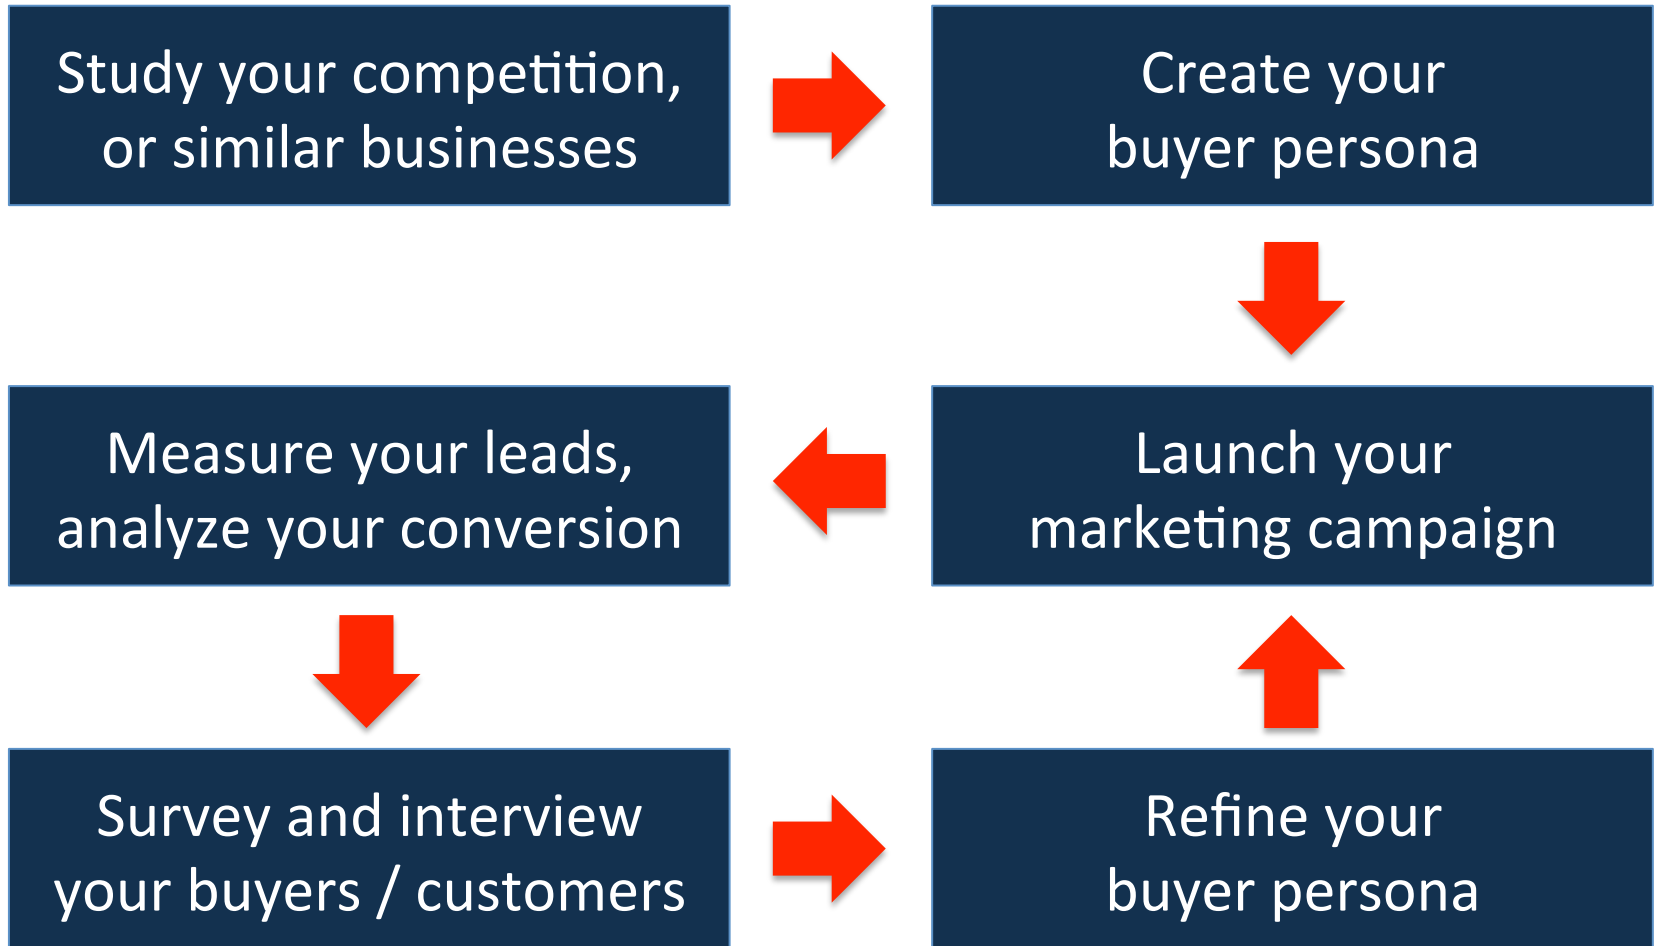 Study your competition,
or similar businesses
Create your
buyer persona
Launch your
marketing campaign
Measure your leads,
analyze your conversion
Survey and interview
your buyers / customers
Refine your
buyer persona